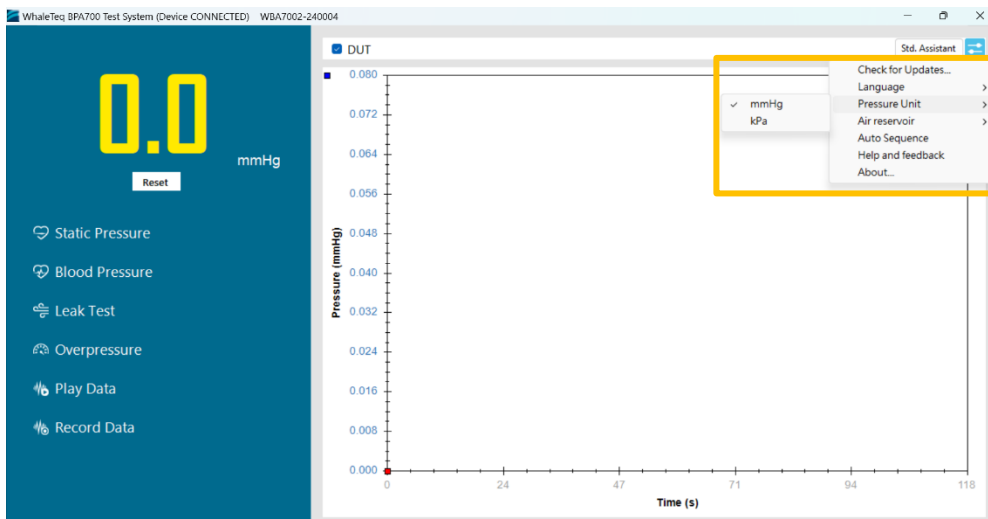 WhaleTeq BPA700 Test System (Device CONNECTED) WBA7002-240004
DUT
Std. Assistant
0.0
mmHg
Reset
Static Pressure
Blood Pressure
Leak Test
Overpressure
Play Data
Record Data
Check for Updates...
Language
Pressure Unit
Air reservoir
Auto Sequence
Help and feedback
About...
mmHg
kPa
Pressure (mmHg)
0.080
0.072
0.064
0.056
0.048
0.040
0.032
0.024
0.016
0.008
0.000
0 24 47 71 94 118
Time (s)